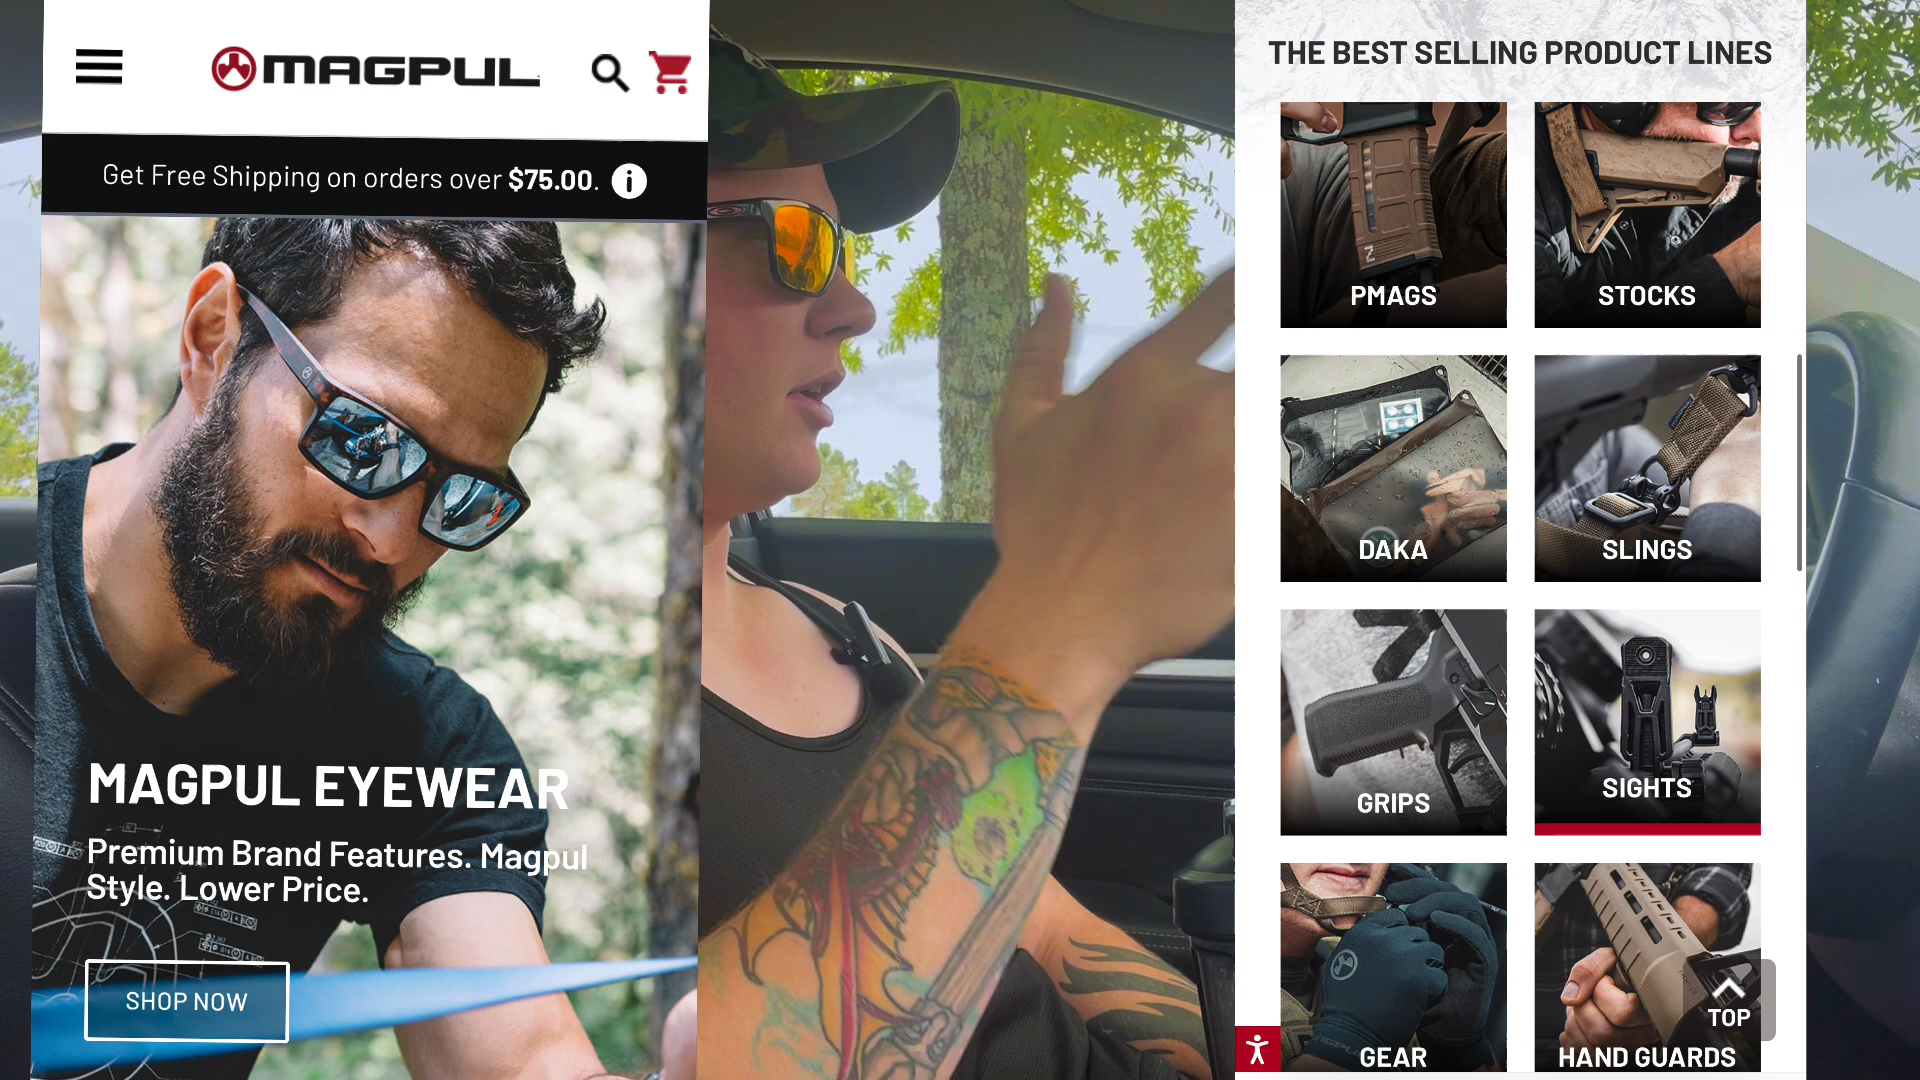 MAGPUL
Get Free Shipping on orders over $75.00. i
MAGPUL EYEWEAR
Premium Brand Features. Magpul
Style. Lower Price.
SHOP NOW
THE BEST SELLING PRODUCT LINES
PMAGS
STOCKS
DAKA
SLINGS
GRIPS
SIGHTS
GEAR
HAND GUARDS
TOP